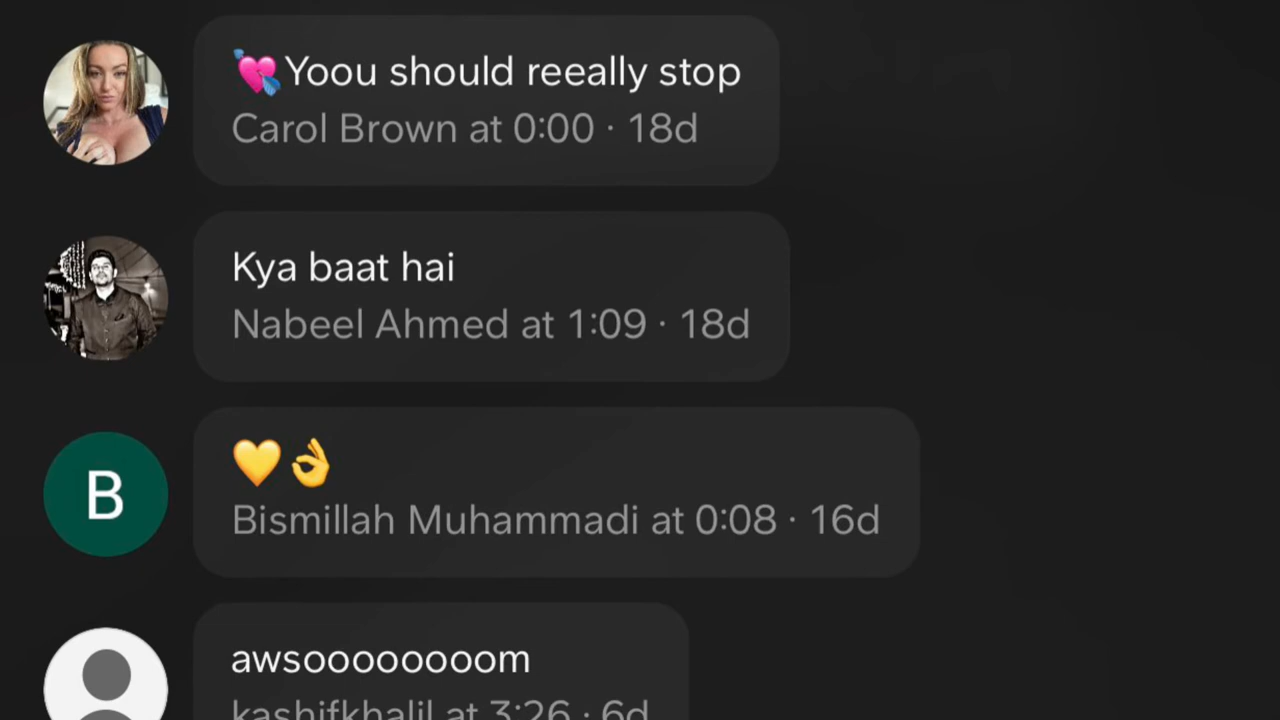 💘Yoou should reeally stop
Carol Brown at 0:00 · 18d
Kya baat hai
Nabeel Ahmed at 1:09 · 18d
B
💛👌
Bismillah Muhammadi at 0:08 · 16d
awsoooooooom
kashifkhalil at 3:26 · 6d